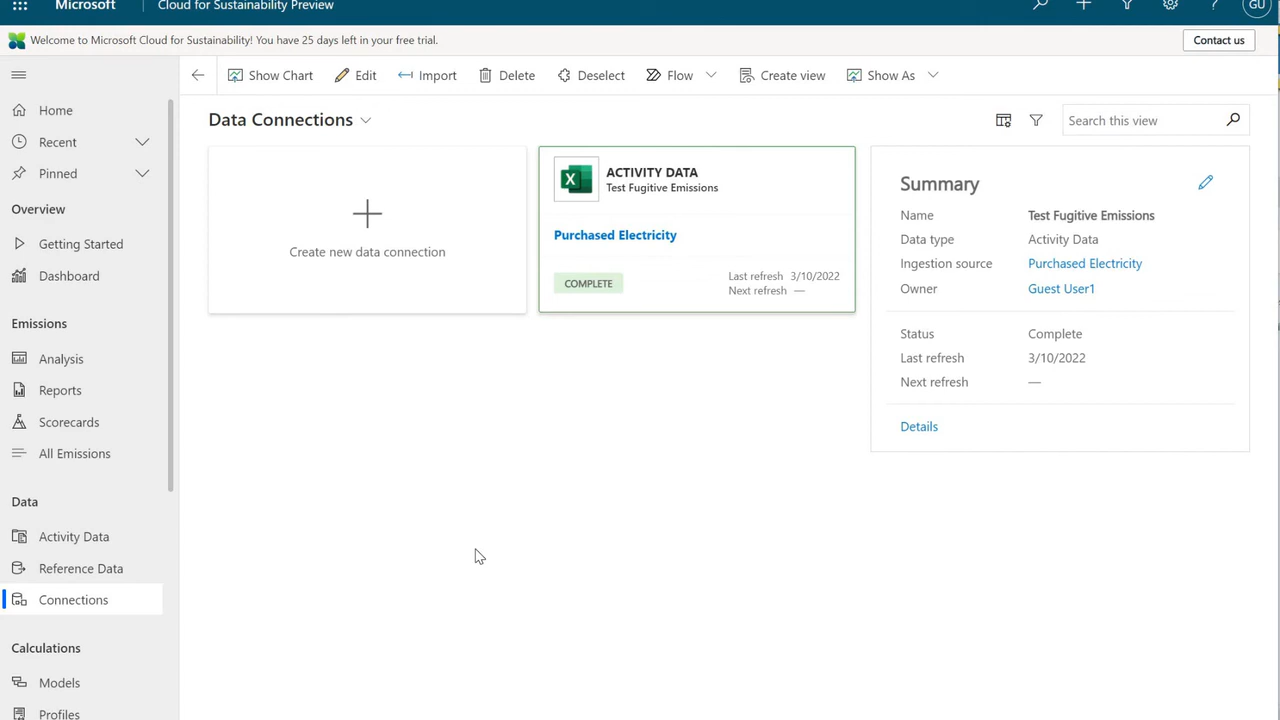 Microsoft
Cloud for Sustainability Preview
?
GU
Welcome to Microsoft Cloud for Sustainability! You have 25 days left in your free trial.
Contact us
Show Chart
Edit
Import
Delete
Deselect
Flow
Create view
Show As
Home
Recent
Pinned
Overview
Getting Started
Dashboard
Emissions
Analysis
Reports
Scorecards
All Emissions
Data
Activity Data
Reference Data
Connections
Calculations
Models
Profiles
Data Connections
Search this view
Create new data connection
ACTIVITY DATA
Test Fugitive Emissions
Purchased Electricity
COMPLETE
Last refresh 3/10/2022
Next refresh —
Summary
Name Test Fugitive Emissions
Data type Activity Data
Ingestion source Purchased Electricity
Owner Guest User1
Status Complete
Last refresh 3/10/2022
Next refresh —
Details